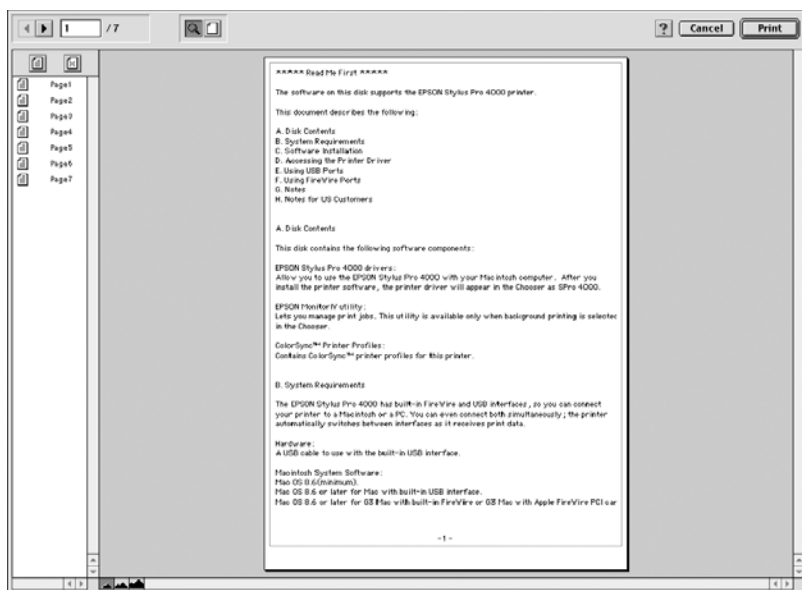 1 /7
? Cancel Print
Page1
Page2
Page3
Page4
Page5
Page6
Page7
***** Read Me First *****
The software on this disk supports the EPSON Stylus Pro 4000 printer.
This document describes the following:
A. Disk Contents
B. System Requirements
C. Software Installation
D. Accessing the Printer Driver
E. Using USB Ports
F. Using FireWire Ports
G. Notes
H. Notes for US Customers
A. Disk Contents
This disk contains the following software components:
EPSON Stylus Pro 4000 drivers:
Allow you to use the EPSON Stylus Pro 4000 with your Macintosh computer. After you
install the printer software, the printer driver will appear in the Chooser as SPro 4000.
EPSON MonitorIV utility:
Lets you manage print jobs. This utility is available only when background printing is selected
in the Chooser.
ColorSync™ Printer Profiles:
Contains ColorSync™ printer profiles for this printer.
B. System Requirements
The EPSON Stylus Pro 4000 has built-in FireWire and USB interfaces, so you can connect
your printer to a Macintosh or a PC. You can even connect both simultaneously; the printer
automatically switches between interfaces as it receives print data.
Hardware:
A USB cable to use with the built-in USB interface.
Macintosh System Software:
Mac OS 8.6(minimum).
Mac OS 8.6 or later for Mac with built-in USB interface.
Mac OS 8.6 or later for G3 Mac with built-in FireWire or G3 Mac with Apple FireWire PCI car
-1-